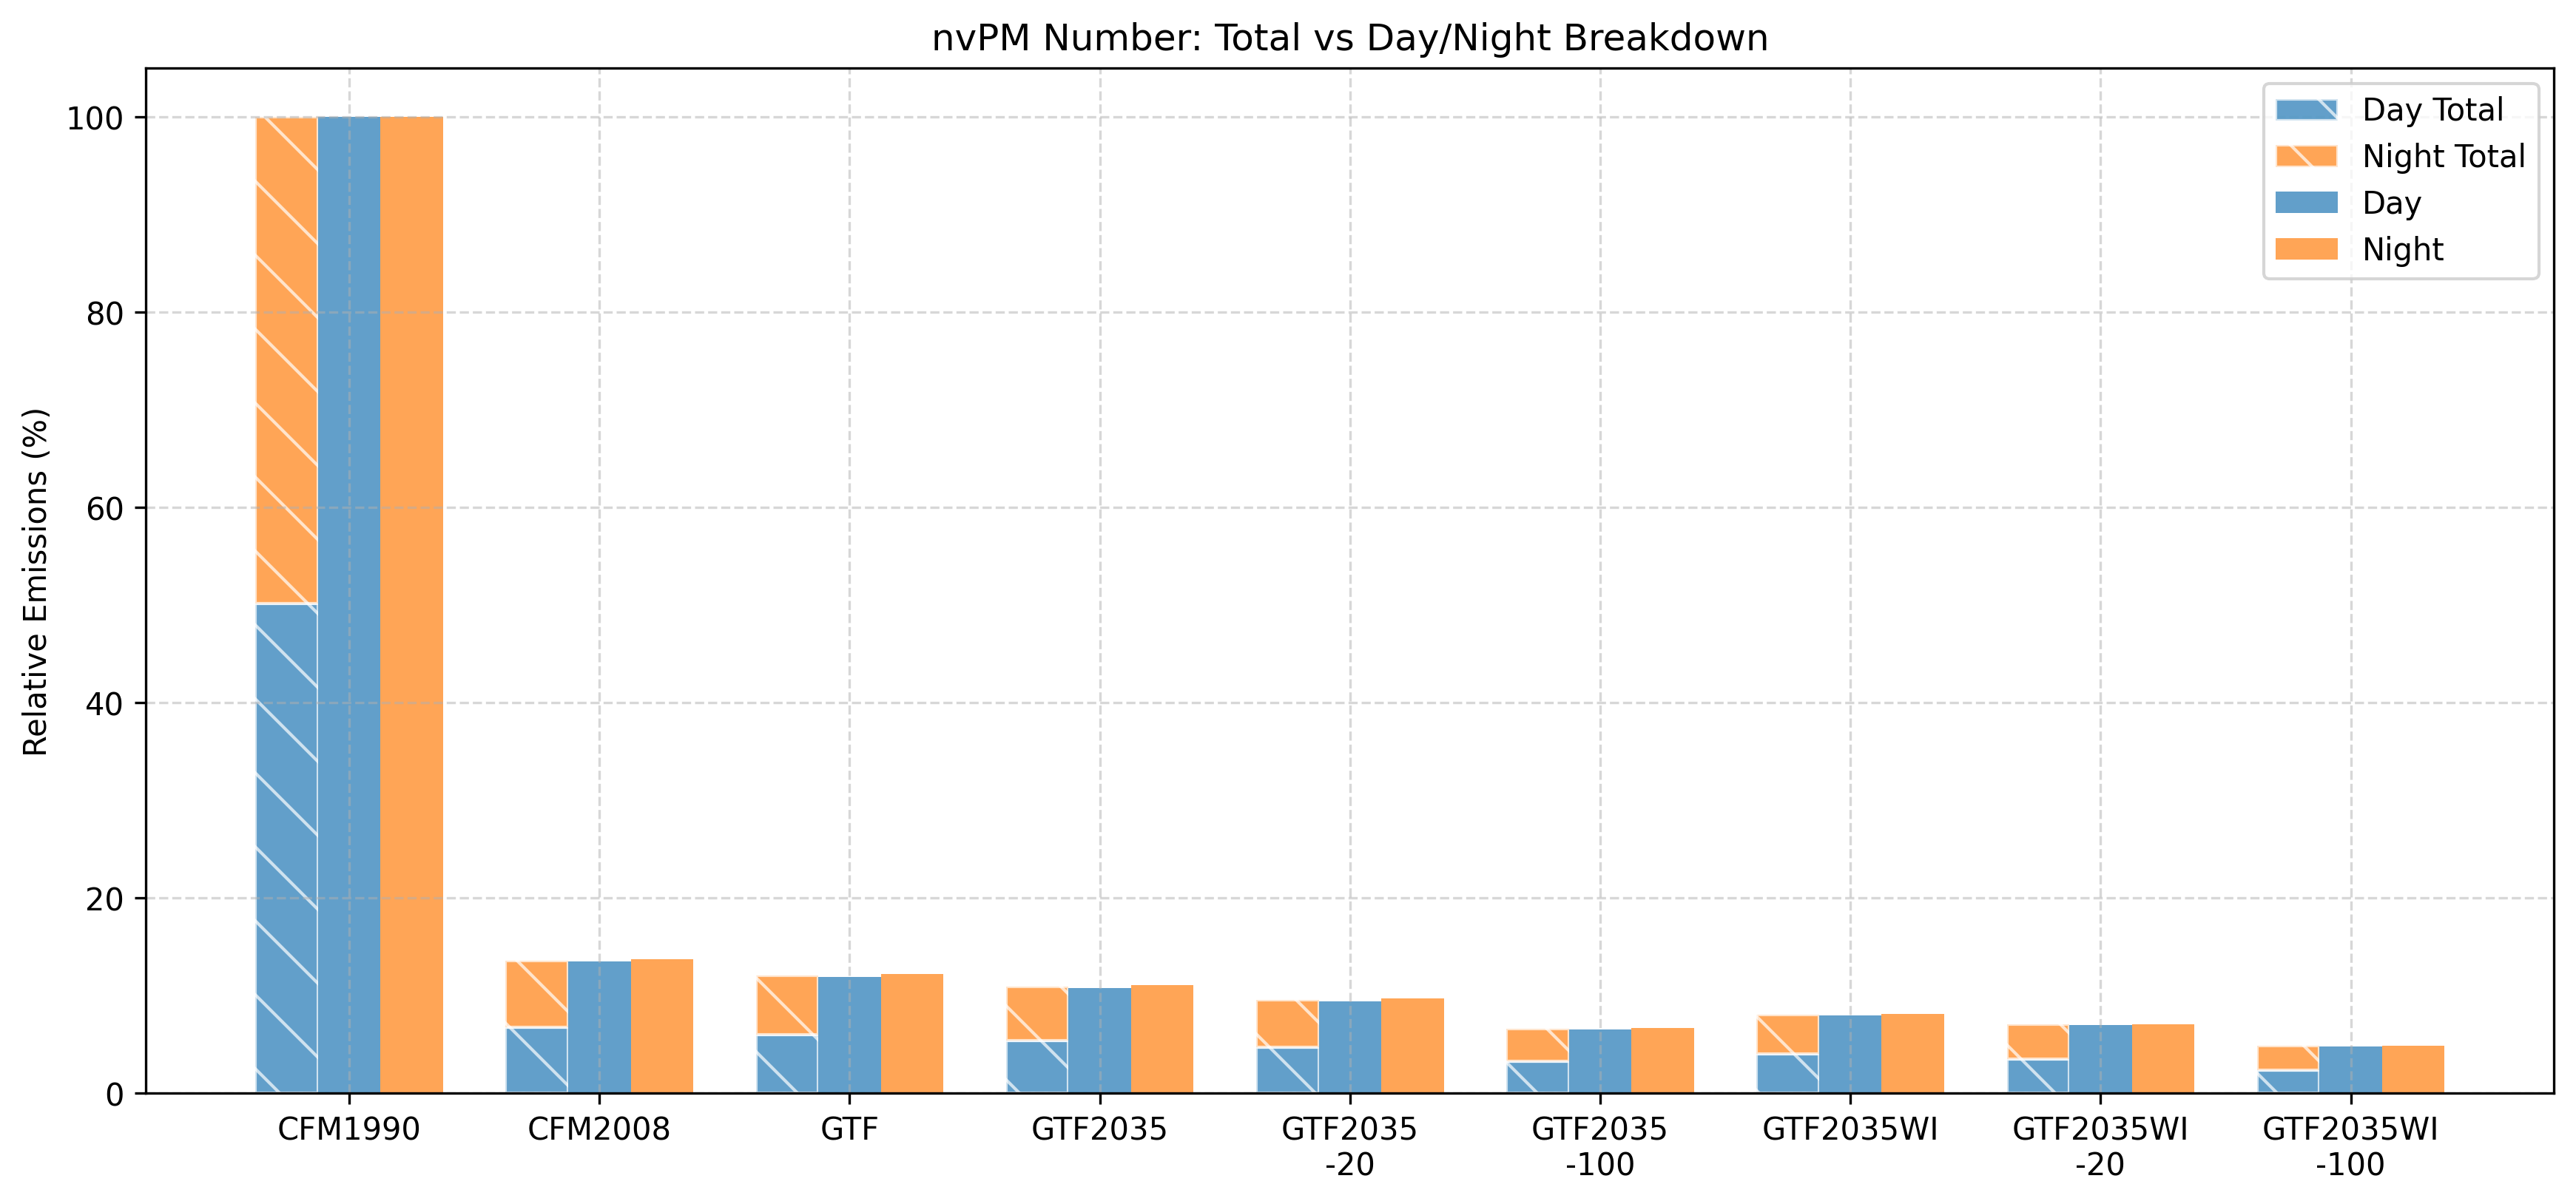 nvPM Number: Total vs Day/Night Breakdown
Relative Emissions (%)
100
80
60
40
20
0
Day Total
Night Total
Day
Night
CFM1990
CFM2008
GTF
GTF2035
GTF2035
-20
GTF2035
-100
GTF2035WI
GTF2035WI
-20
GTF2035WI
-100